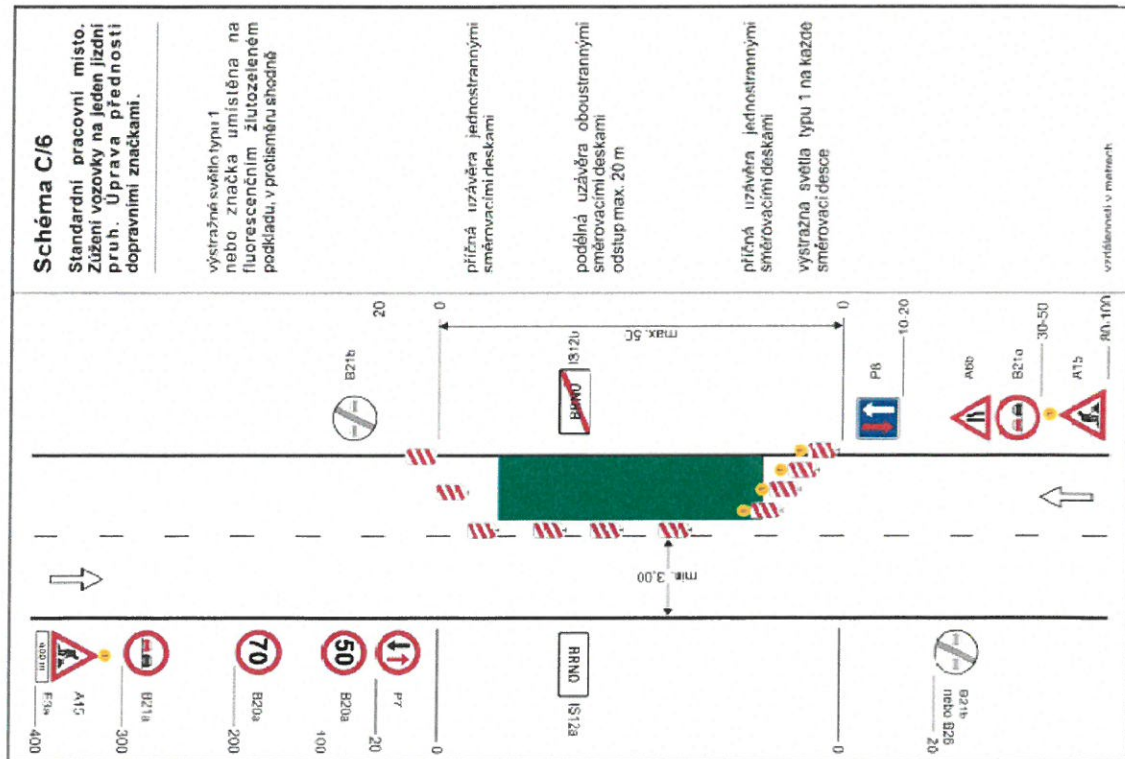 Schéma C/6
Standardní pracovní místo.
Zúžení vozovky na jeden jízdní
pruh. Úprava přednosti
dopravními značkami.
výstražné světlo typu 1
nebo značka umístěna na
fluorescenčním žlutozeleném
podkladu, v protisměru shodně
příčná uzávěra jednostrannými
směrovacími deskami
podélná uzávěra oboustrannými
směrovacími deskami
odstup max. 20 m
příčná uzávěra jednostrannými
směrovacími deskami
výstražna světla typu 1 na každe
směrovací desce
vzdálenosti v metrech
20
0
max. 50
0
10-20
30-50
80-100
B21b
BRNO
IS12b
P8
A6b
B21a
A15
min. 3,00
400 m
E3a
A15
B21a
70
B20a
50
B20a
P7
BRNO
IS12a
B21b
nebo B26
400
300
200
100
20
0
0
20